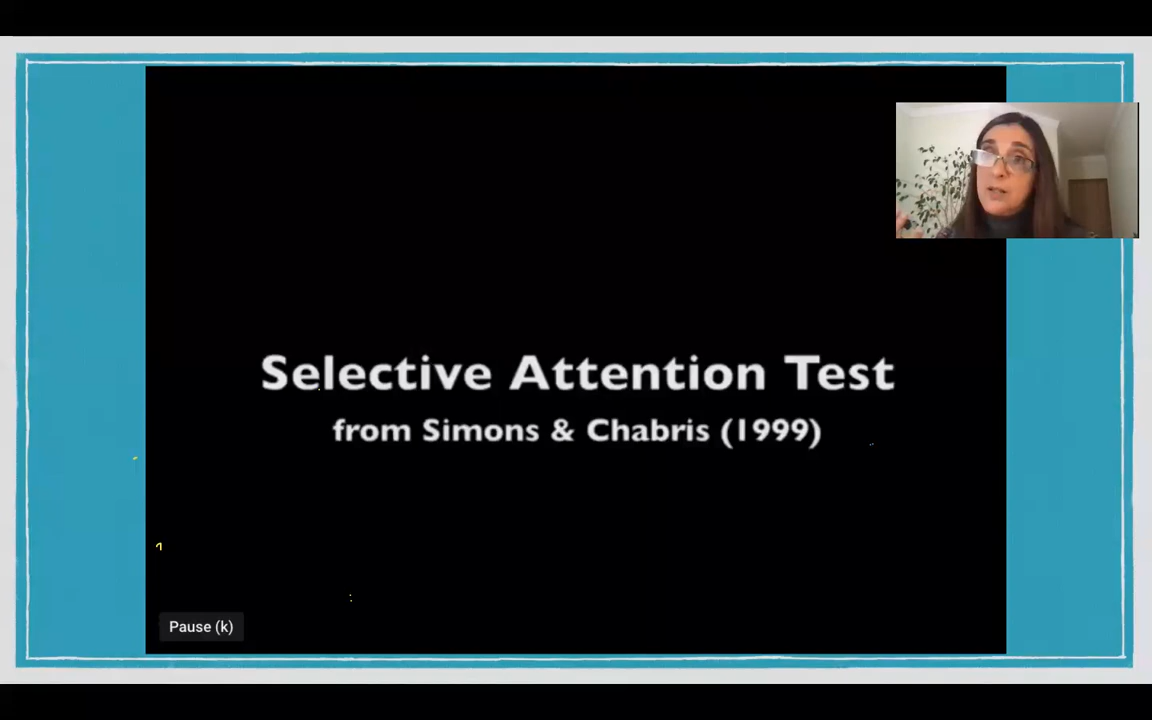 Selective Attention Test
from Simons & Chabris (1999)
Pause (k)